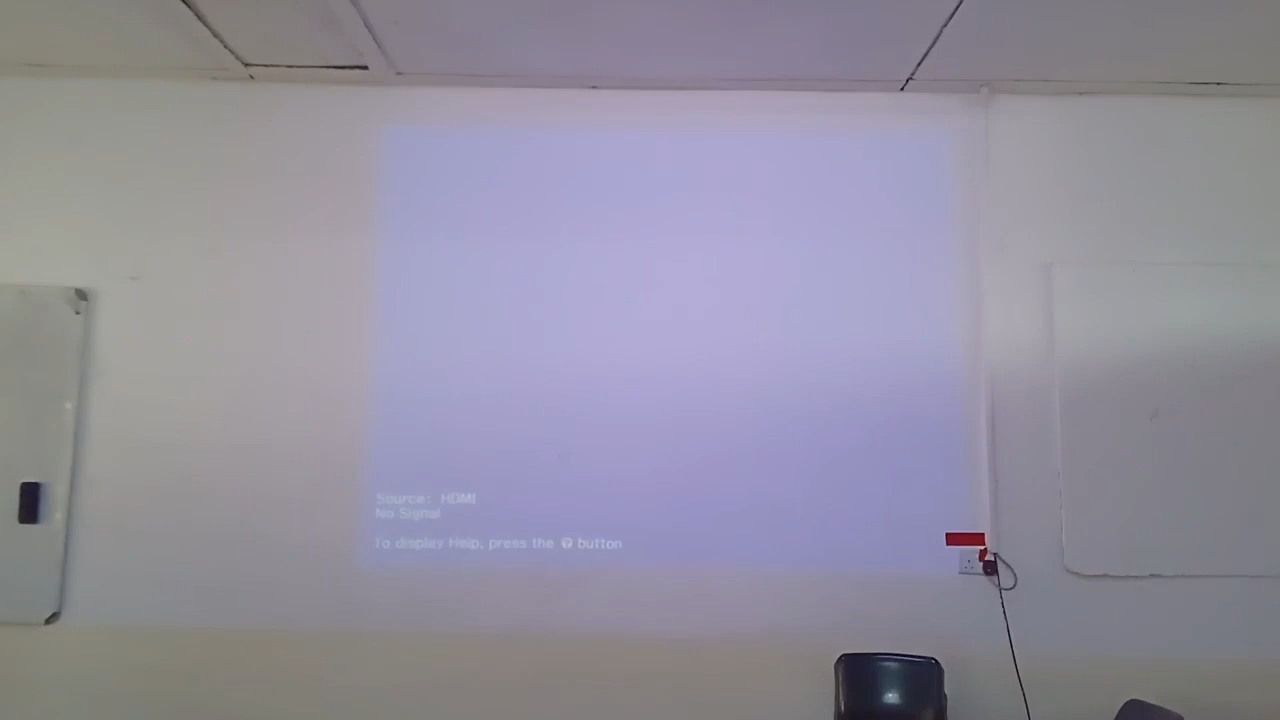 Source: HDMI
No Signal
To display Help, press the ? button